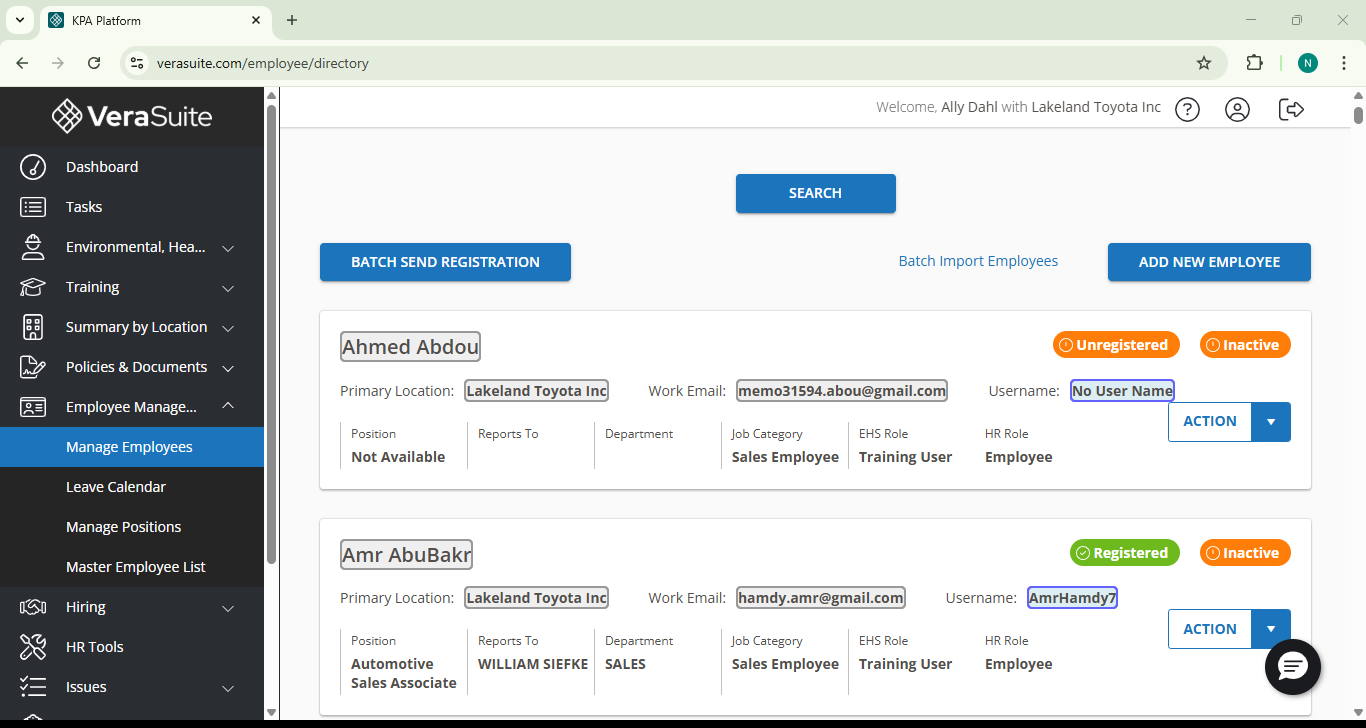 KPA Platform
verasuite.com/employee/directory
N
VeraSuite
Welcome, Ally Dahl with Lakeland Toyota Inc
?
Dashboard
Tasks
Environmental, Hea...
Training
Summary by Location
Policies & Documents
Employee Manage...
Manage Employees
Leave Calendar
Manage Positions
Master Employee List
Hiring
HR Tools
Issues
SEARCH
BATCH SEND REGISTRATION
Batch Import Employees
ADD NEW EMPLOYEE
Ahmed Abdou
Unregistered
Inactive
Primary Location: Lakeland Toyota Inc
Work Email: memo31594.abou@gmail.com
Username: No User Name
ACTION
Position
Not Available
Reports To
Department
Job Category
Sales Employee
EHS Role
Training User
HR Role
Employee
Amr AbuBakr
Registered
Inactive
Primary Location: Lakeland Toyota Inc
Work Email: hamdy.amr@gmail.com
Username: AmrHamdy7
ACTION
Position
Automotive
Sales Associate
Reports To
WILLIAM SIEFKE
Department
SALES
Job Category
Sales Employee
EHS Role
Training User
HR Role
Employee